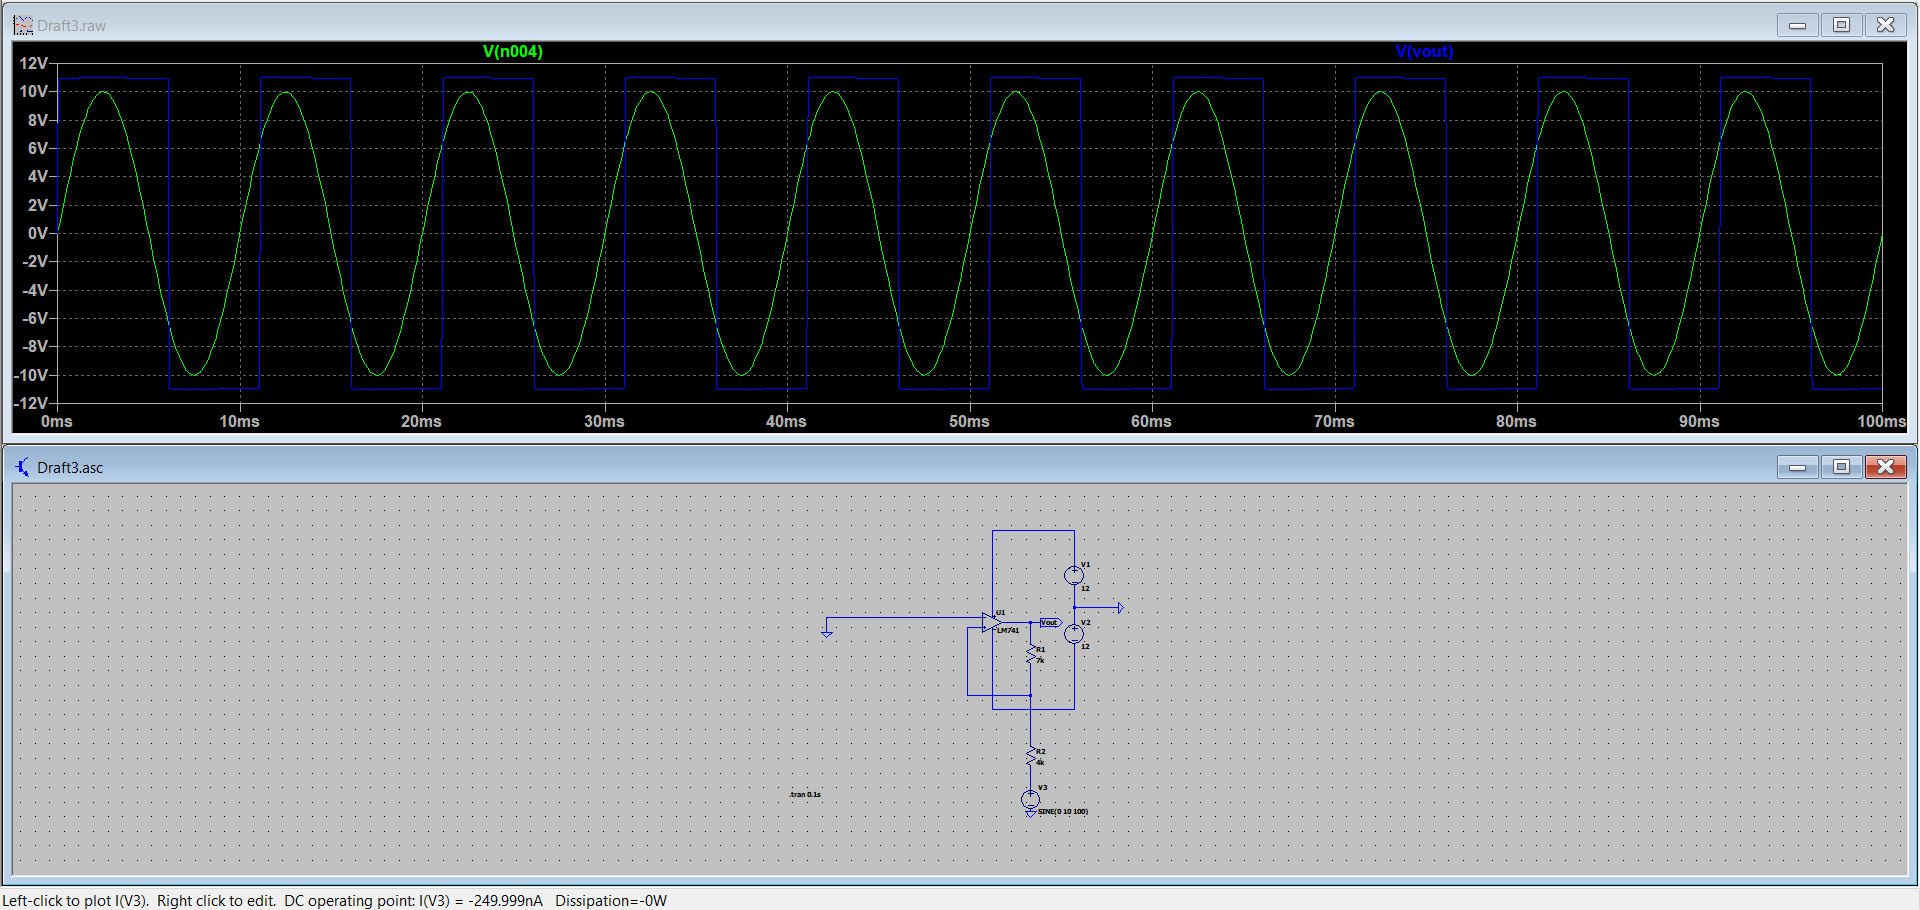 Draft3.raw
V(n004) V(vout)
12V
10V
8V
6V
4V
2V
0V
-2V
-4V
-6V
-8V
-10V
-12V
0ms 10ms 20ms 30ms 40ms 50ms 60ms 70ms 80ms 90ms 100ms
Draft3.asc
V1
12
U1
LM741
Vout
V2
12
R1
7k
R2
4k
V3
SINE(0 10 100)
.tran 0.1s
Left-click to plot I(V3). Right click to edit. DC operating point: I(V3) = -249.999nA Dissipation=-0W